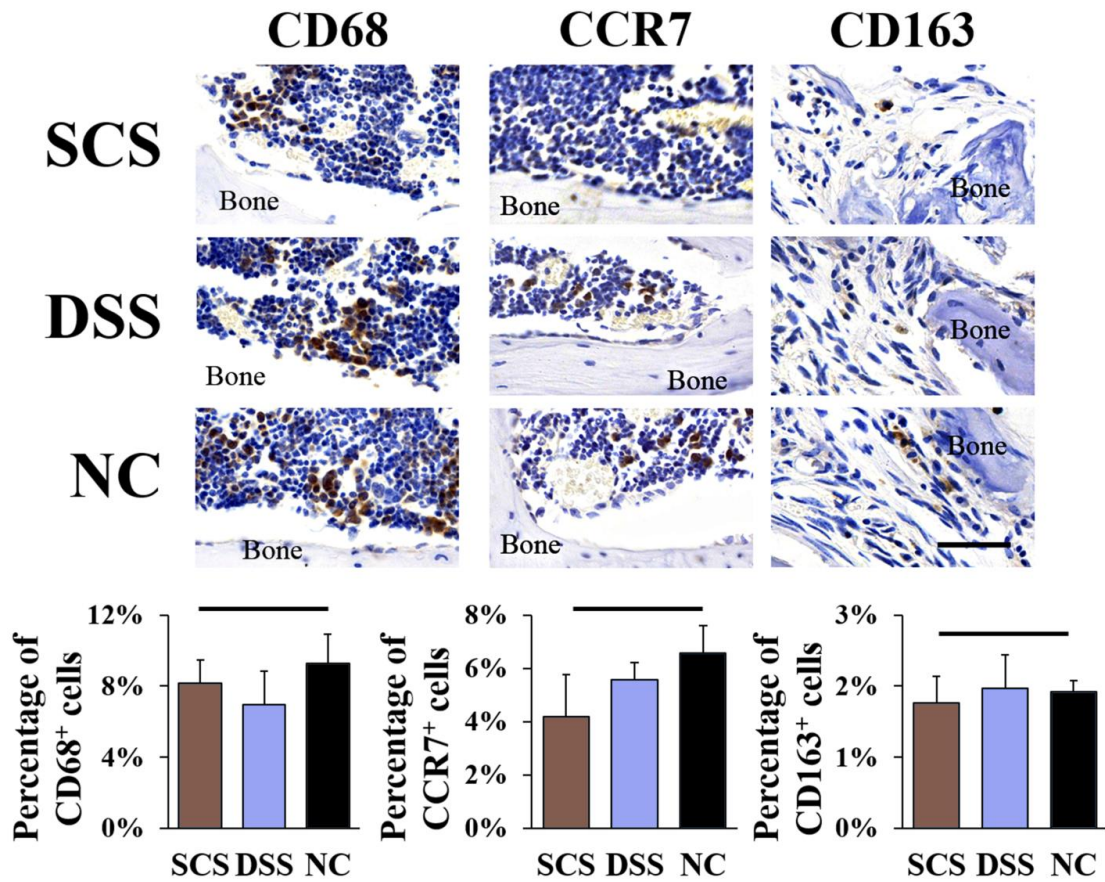 CD68 CCR7 CD163
SCS
Bone Bone Bone
DSS
Bone Bone Bone
NC
Bone Bone Bone
Percentage of
CD68⁺ cells
12%
8%
4%
0%
SCS DSS NC
Percentage of
CCR7⁺ cells
8%
6%
4%
2%
0%
SCS DSS NC
Percentage of
CD163⁺ cells
3%
2%
1%
0%
SCS DSS NC